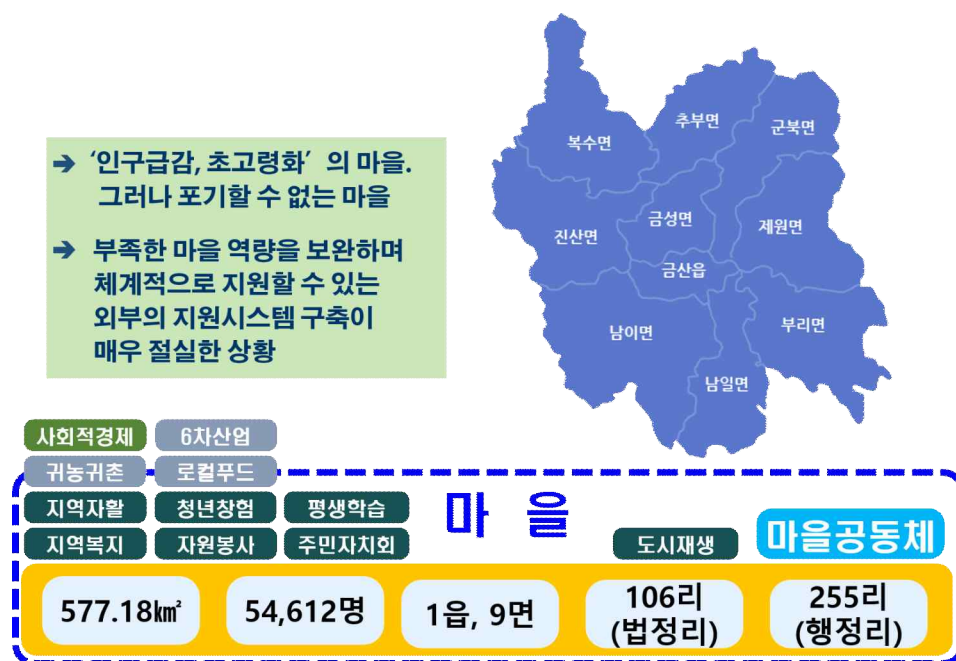 ➔ ‘인구급감, 초고령화’ 의 마을.
그러나 포기할 수 없는 마을
➔ 부족한 마을 역량을 보완하며
체계적으로 지원할 수 있는
외부의 지원시스템 구축이
매우 절실한 상황
복수면
추부면
군북면
진산면
금성면
제원면
금산읍
남이면
부리면
남일면
사회적경제
6차산업
귀농귀촌
로컬푸드
지역자활
청년창험
평생학습
마 을
지역복지
자원봉사
주민자치회
도시재생
마을공동체
577.18㎢
54,612명
1읍, 9면
106리
(법정리)
255리
(행정리)